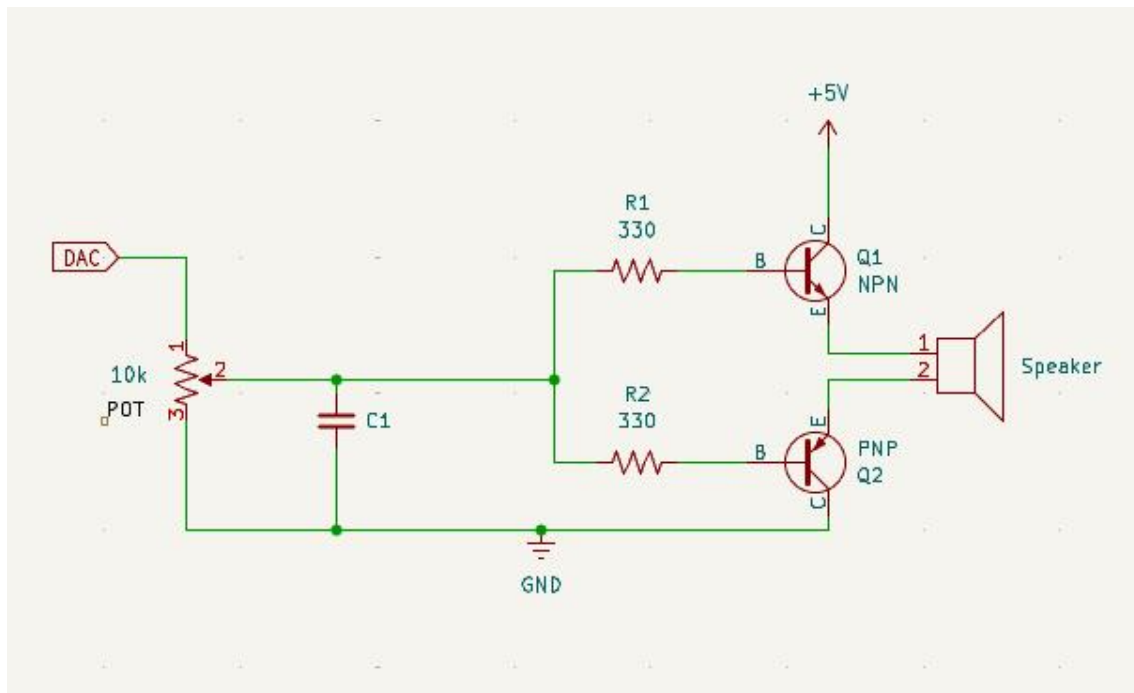 +5V
R1
330
C
DAC
B
Q1
NPN
E
1
1
2
Speaker
10k
2
POT
3
R2
330
C1
E
B
PNP
Q2
C
GND